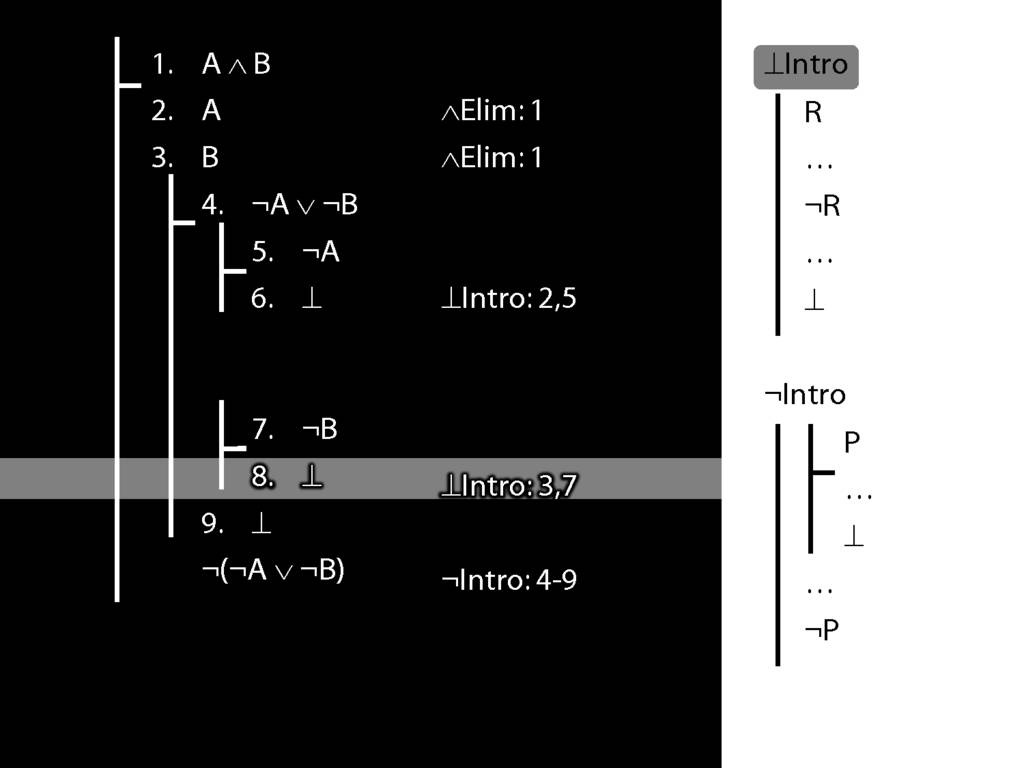 1. A ∧ B
2. A ∧Elim: 1
3. B ∧Elim: 1
4. ¬A ∨ ¬B
5. ¬A
6. ⊥ ⊥Intro: 2,5
7. ¬B
8. ⊥ ⊥Intro: 3,7
9. ⊥
¬(¬A ∨ ¬B) ¬Intro: 4-9
⊥Intro
R
...
¬R
...
⊥
¬Intro
P
...
⊥
...
¬P